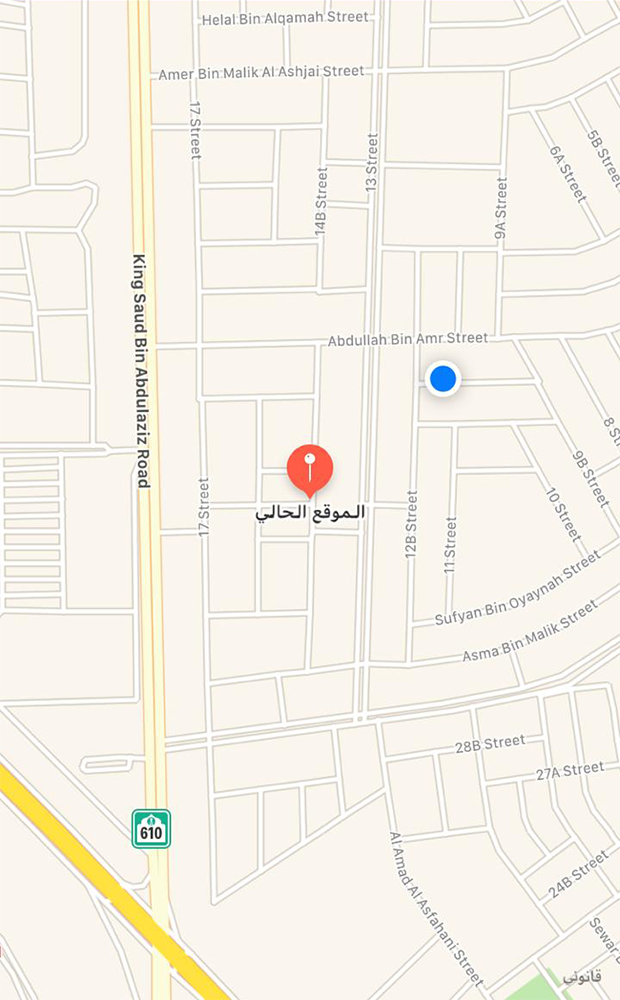 Helal Bin Alqamah Street
Amer Bin Malik Al Ashjai Street
17 Street
13 Street
5B Street
6A Street
14B Street
9A Street
King Saud Bin Abdulaziz Road
Abdullah Bin Amr Street
8
9B Street
17 Street
الموقع الحالي
12B Street
11 Street
10 Street
Sufyan Bin Oyaynah Street
Asma Bin Malik Street
28B Street
27A Street
610
Al Amad Al Asfahani Street
24B Street
Sewar
قانوني